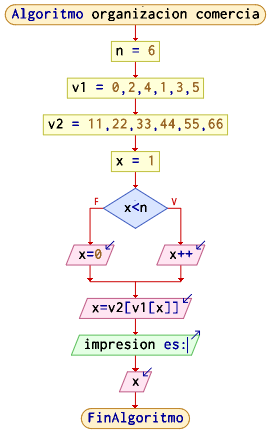 Algoritmo organizacion comercia
n = 6
v1 = 0,2,4,1,3,5
v2 = 11,22,33,44,55,66
x = 1
F
V
x<n
x=0
x++
x=v2[v1[x]]
impresion es:
x
FinAlgoritmo